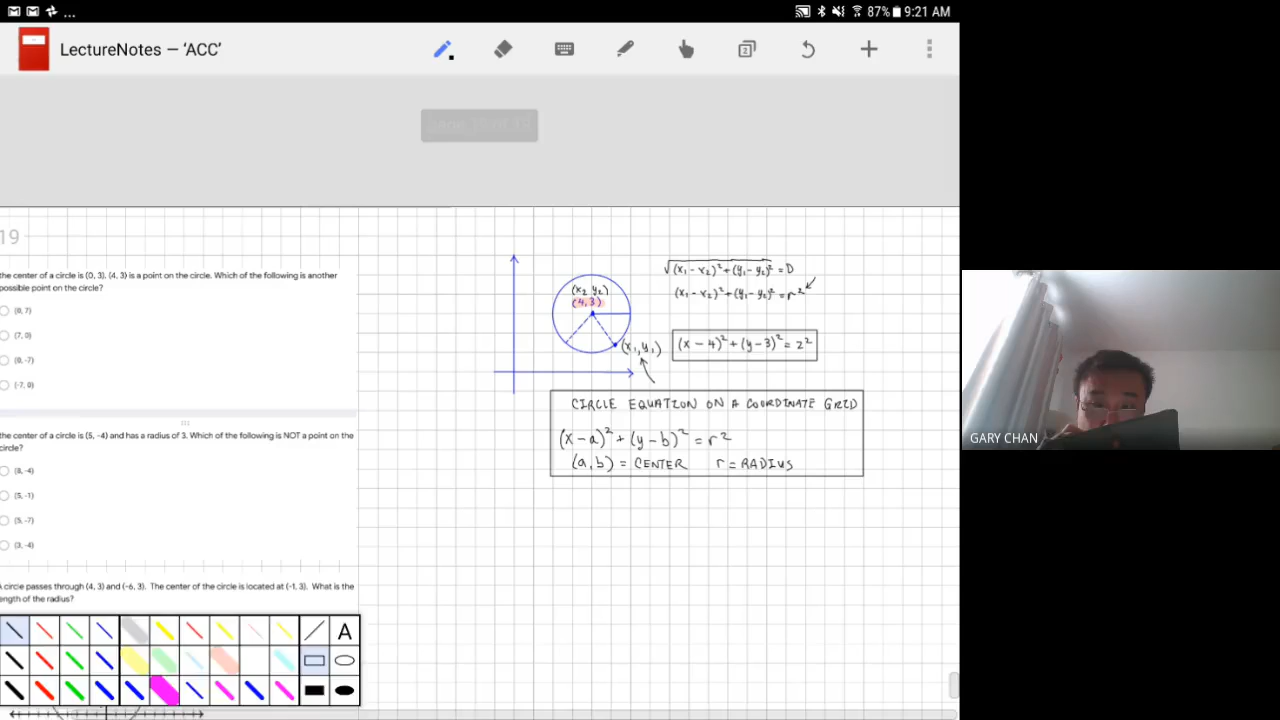 ... 87% 9:21 AM
LectureNotes — ‘ACC’
2
19
the center of a circle is (0, 3). (4, 3) is a point on the circle. Which of the following is another
possible point on the circle?
(7, 0)
(0, -7)
(-7, 0)
the center of a circle is (5, -4) and has a radius of 3. Which of the following is NOT a point on the
circle?
(8, -4)
(5, -1)
(5, -7)
(3, -4)
A circle passes through (4, 3) and (-6, 3). The center of the circle is located at (-1, 3). What is the
length of the radius?
A
(x₂ y₂)
(4,3)
(x₁,y₁)
√(x₁-x₂)²+(y₁-y₂)² = D
(x₁-x₂)²+(y₁-y₂)² = r²
(x-4)²+(y-3)² = 2²
CIRCLE EQUATION ON A COORDINATE GRID
(x-a)² + (y-b)² = r²
(a,b) = CENTER r = RADIUS
GARY CHAN